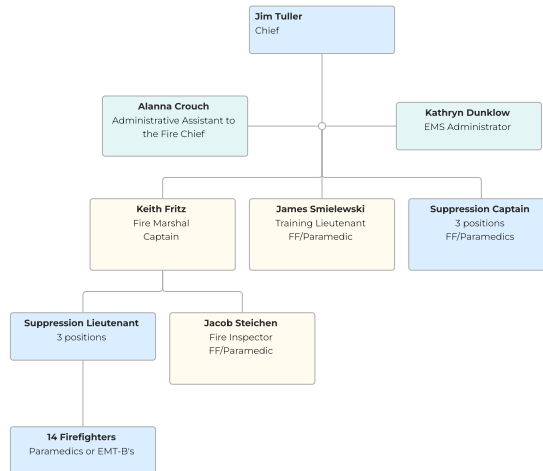 Jim Tuller
Chief
Alanna Crouch
Administrative Assistant to
the Fire Chief
Kathryn Dunklow
EMS Administrator
Keith Fritz
Fire Marshal
Captain
James Smielewski
Training Lieutenant
FF/Paramedic
Suppression Captain
3 positions
FF/Paramedics
Suppression Lieutenant
3 positions
Jacob Steichen
Fire Inspector
FF/Paramedic
14 Firefighters
Paramedics or EMT-B's